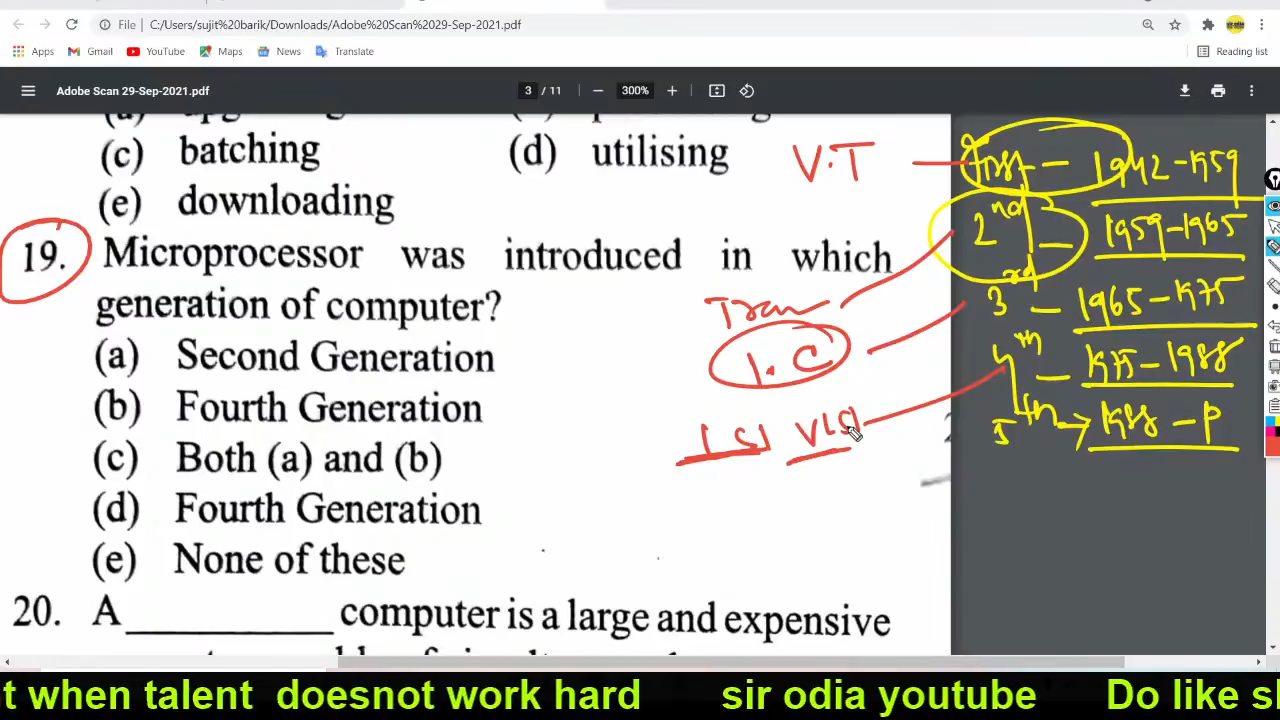 File | C:/Users/sujit%20barik/Downloads/Adobe%20Scan%2029-Sep-2021.pdf
Apps Gmail YouTube Maps News Translate Reading list
Adobe Scan 29-Sep-2021.pdf 3 / 11 300%
(c) batching (d) utilising
(e) downloading
19. Microprocessor was introduced in which
generation of computer?
(a) Second Generation
(b) Fourth Generation
(c) Both (a) and (b)
(d) Fourth Generation
(e) None of these
20. A __________ computer is a large and expensive
V.T
Tran
I.C
LSI VLSI
First – 1942-1959
2nd – 1959-1965
3rd – 1965-1975
4th – 1975-1988
5th → 1988-P
t when talent doesnot work hard sir odia youtube Do like s